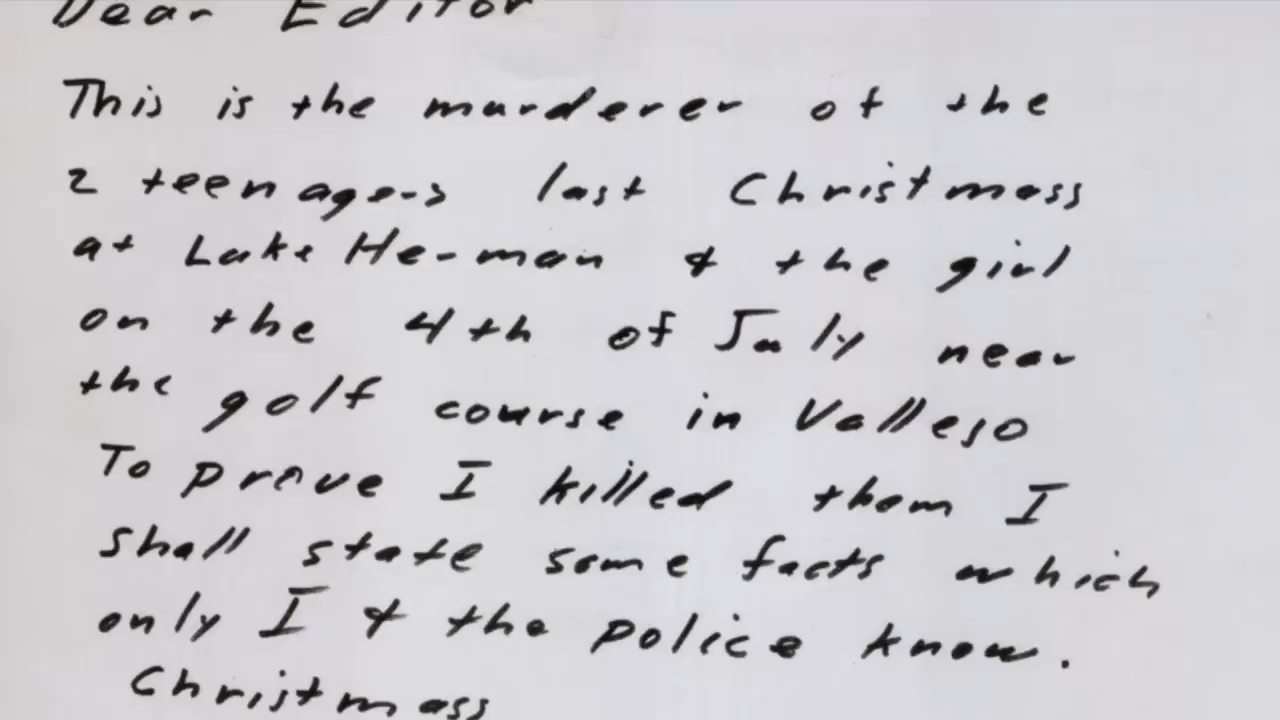 Dear Editor
This is the murderer of the
2 teenagers last Christmass
at Lake Herman & the girl
on the 4th of July near
the golf course in Vallejo
To prove I killed them I
shall state some facts which
only I & the police know.
Christmass